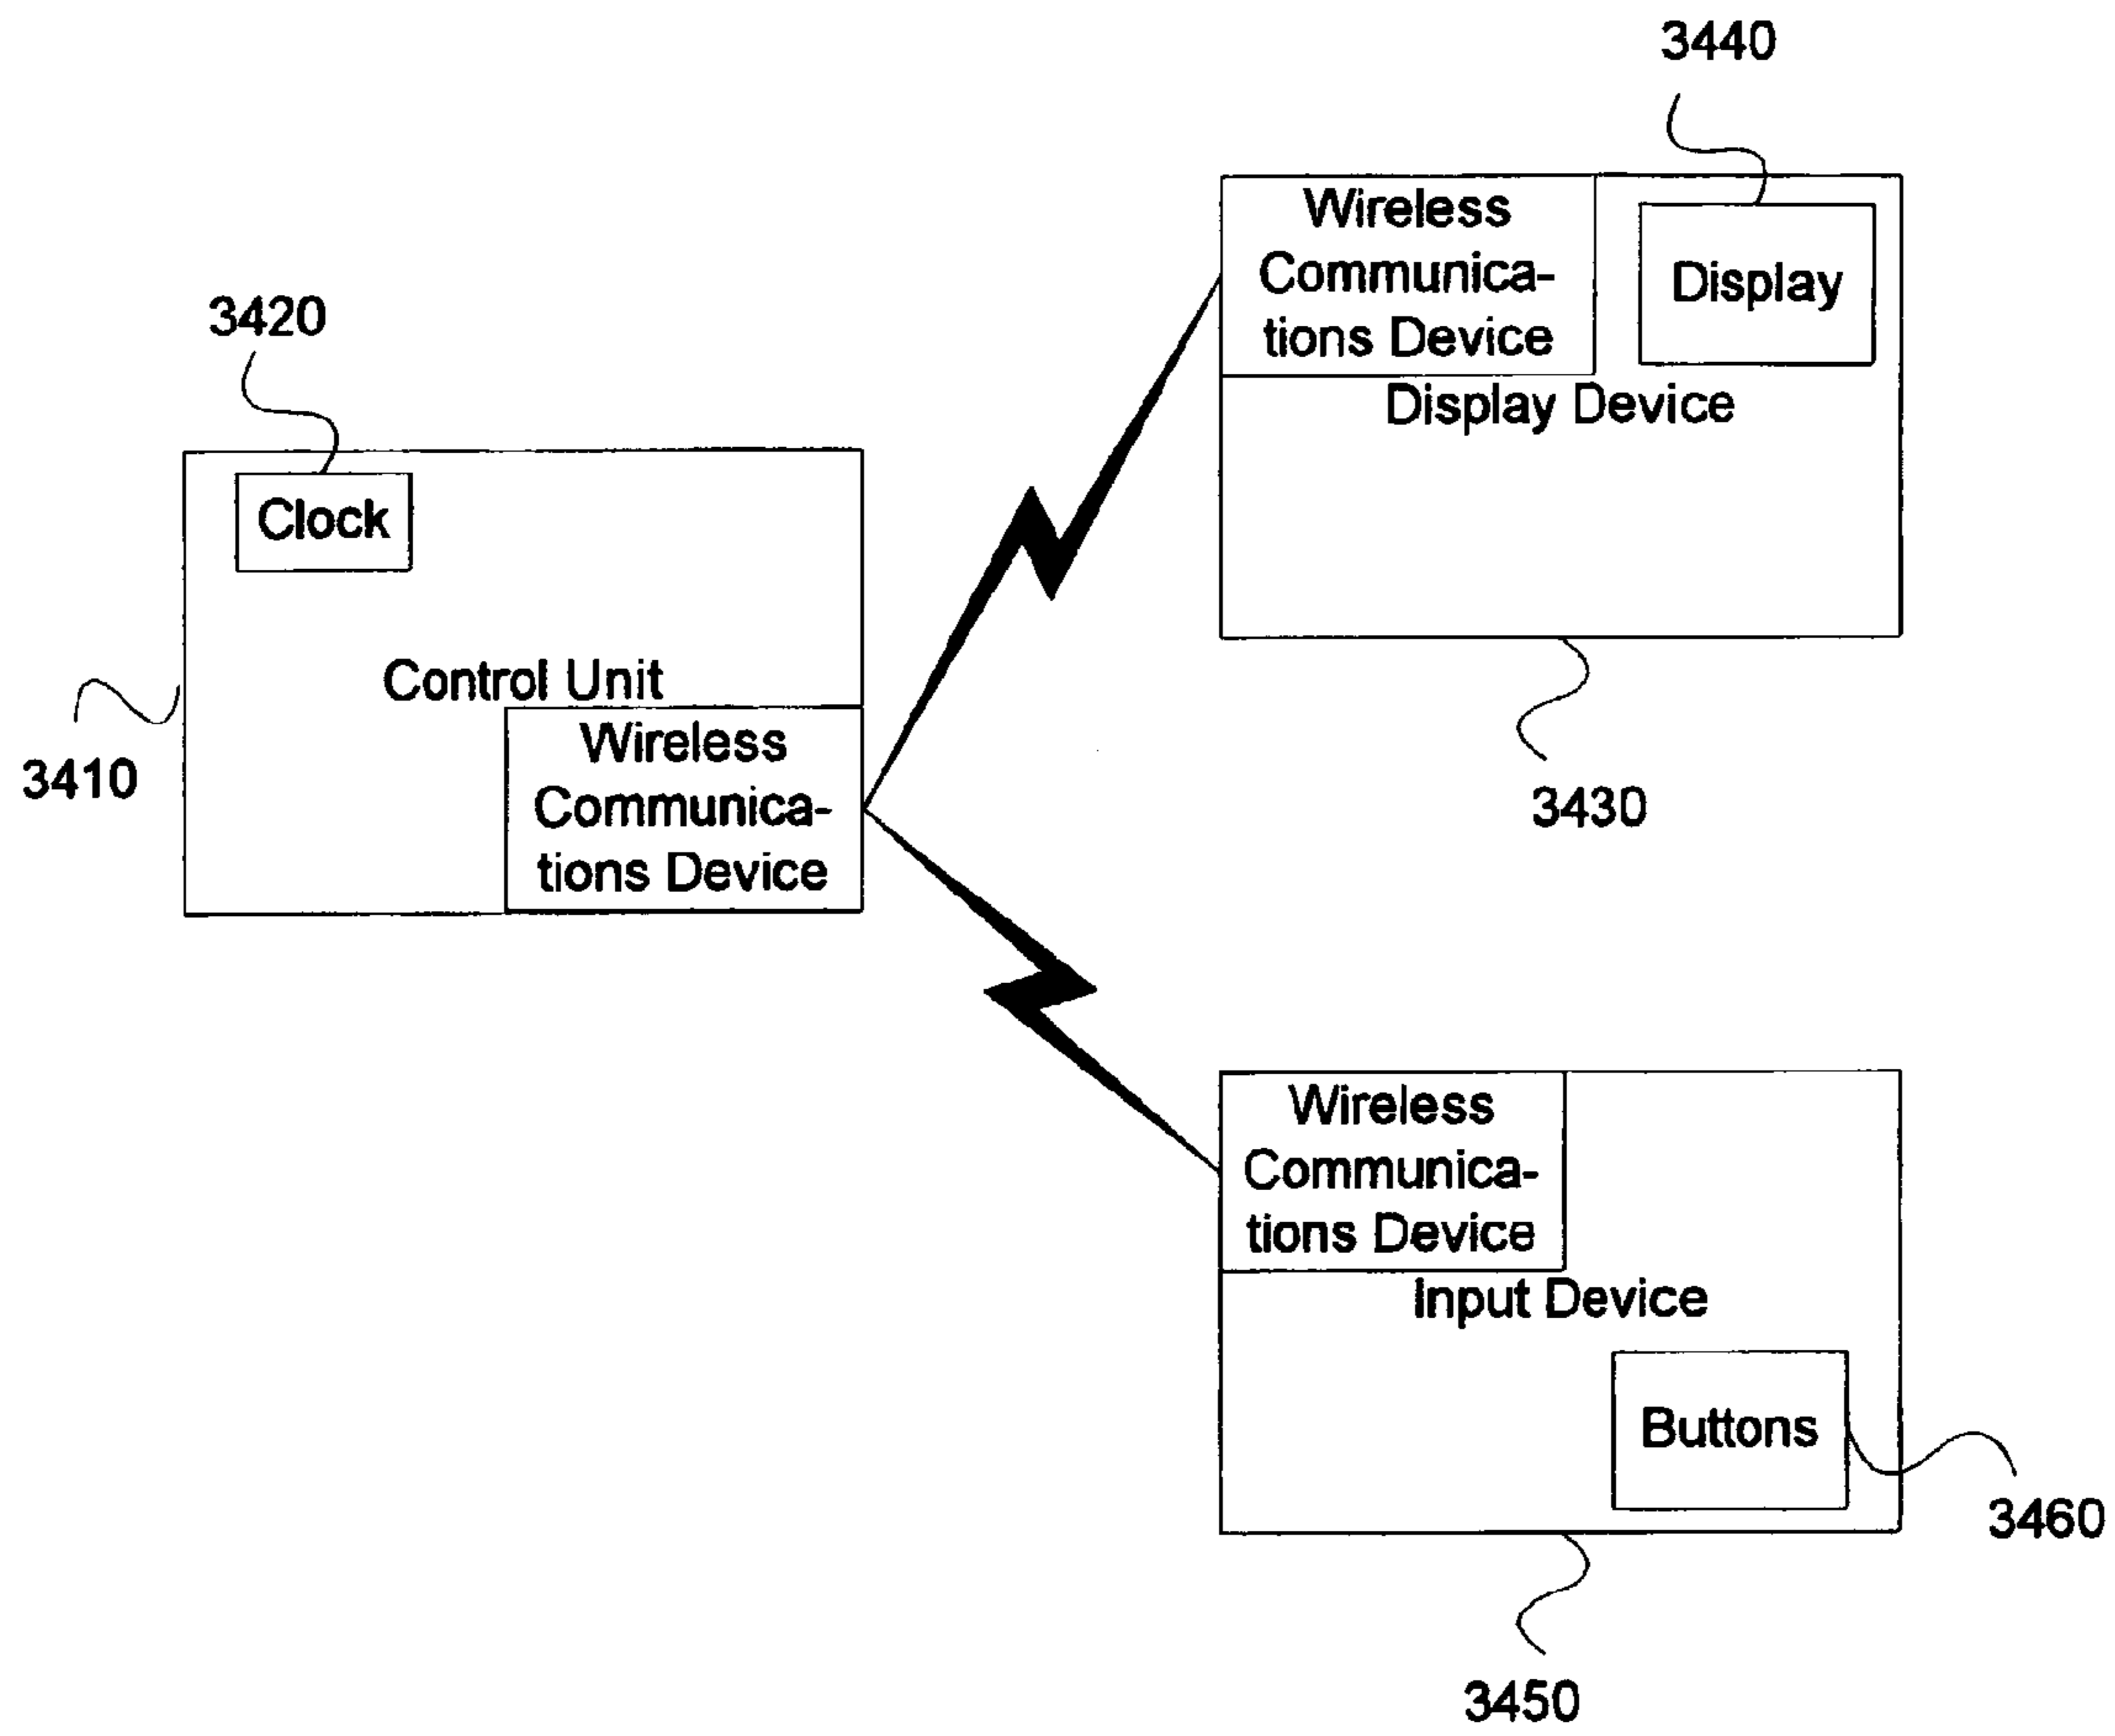 3440
Wireless
Communica-
tions Device
Display
Display Device
3430
3420
Clock
Control Unit
Wireless
Communica-
tions Device
3410
Wireless
Communica-
tions Device
Input Device
Buttons
3460
3450